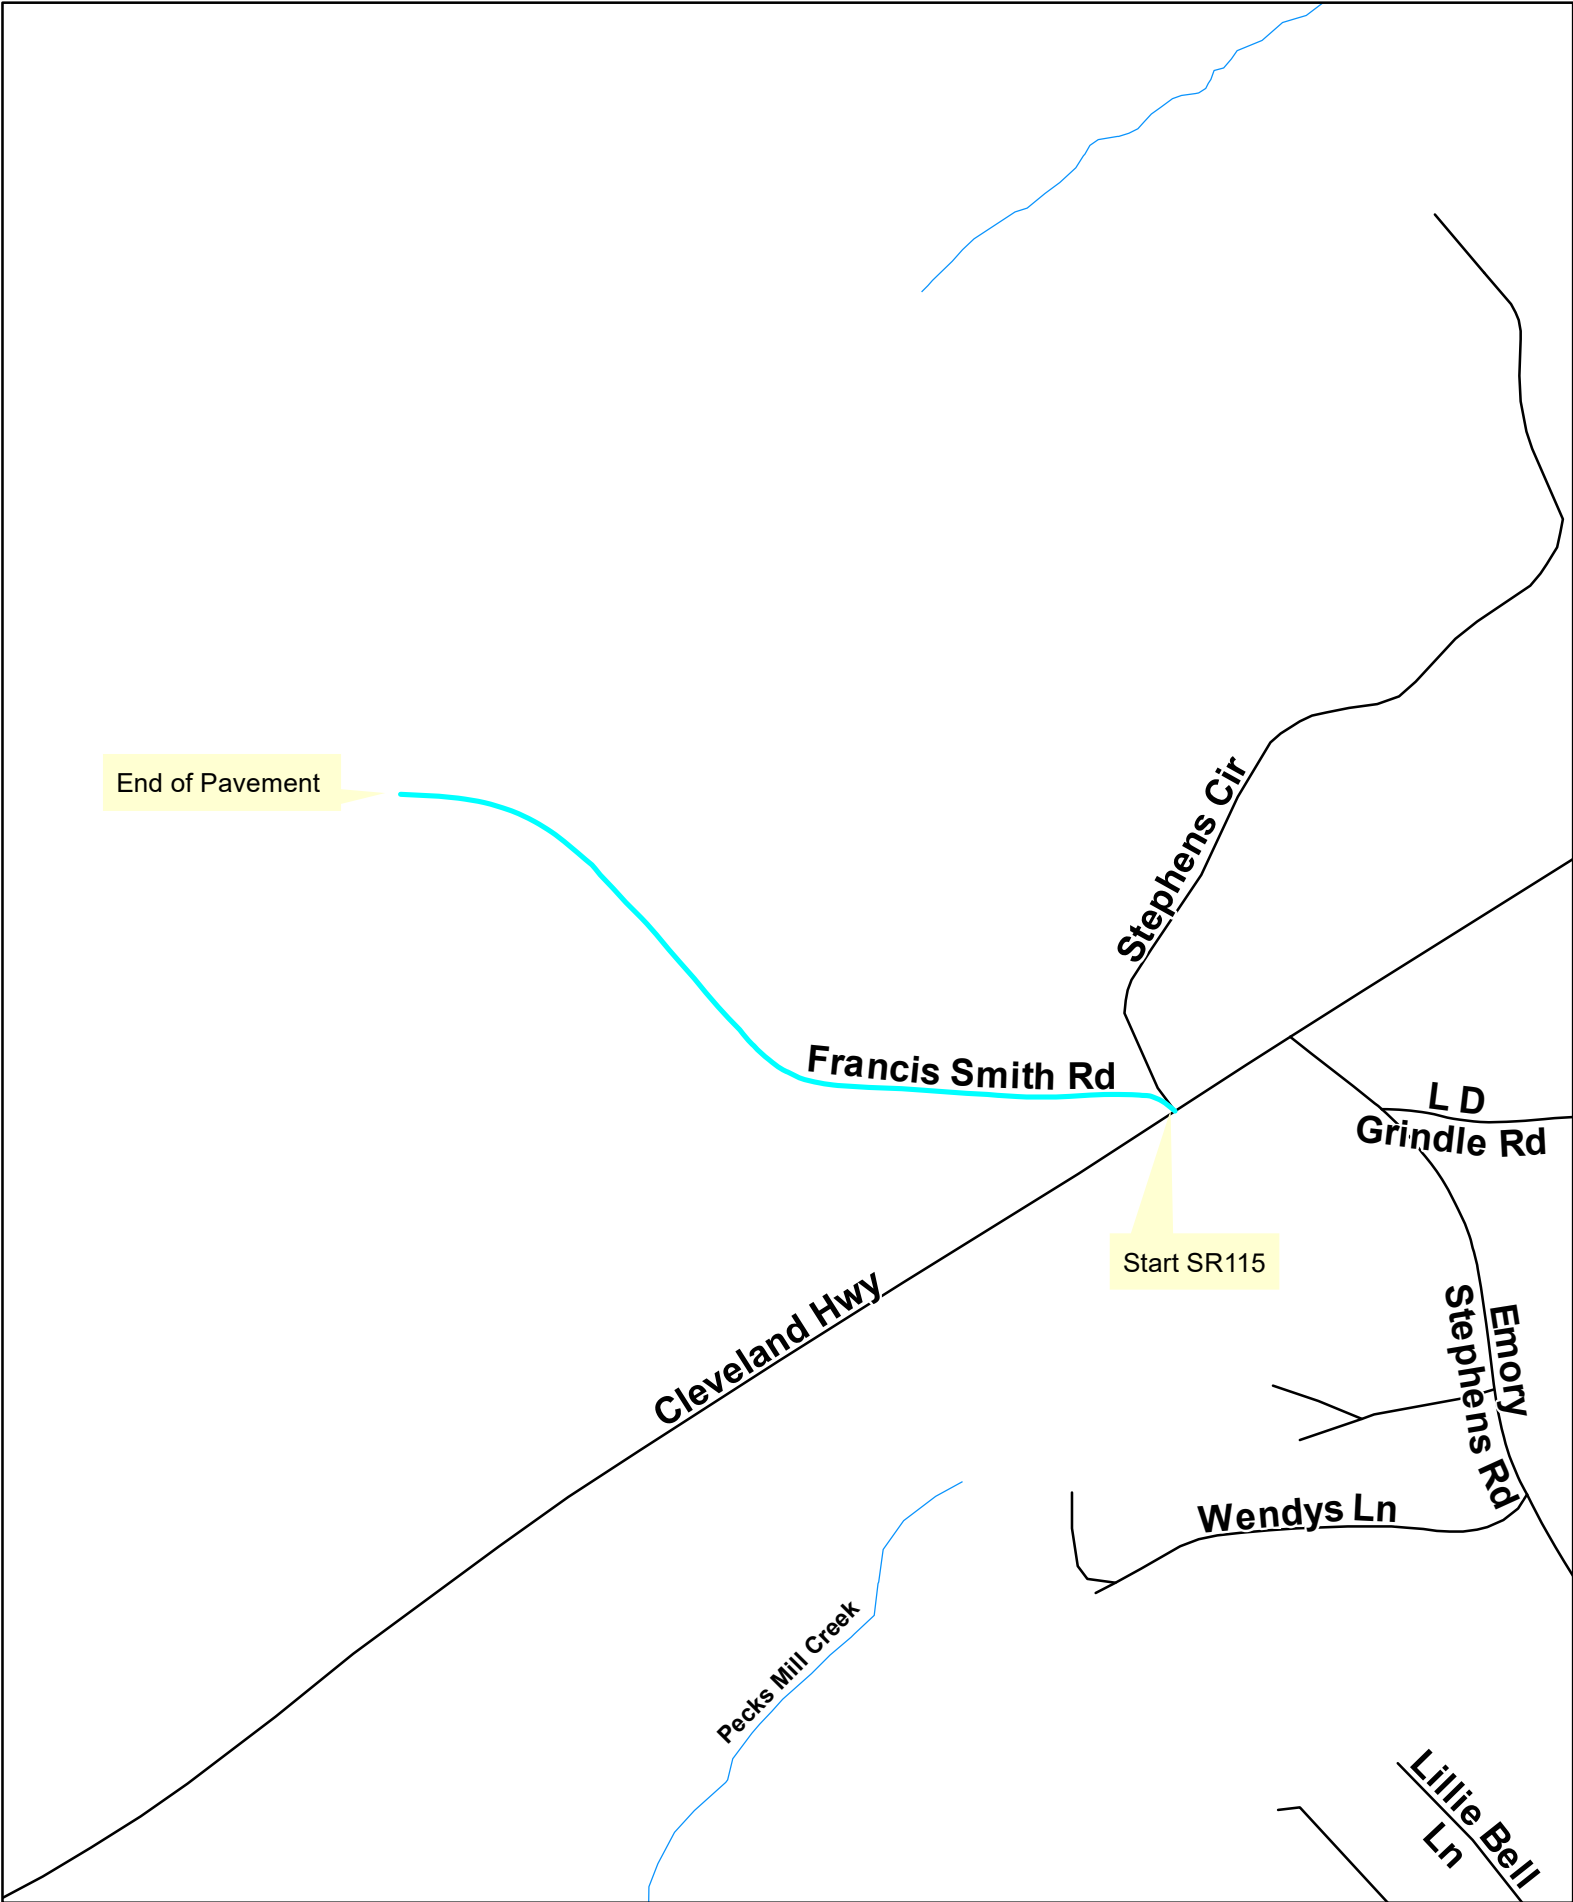 Stephens Cir
End of Pavement
Francis Smith Rd
L D
Grindle Rd
Start SR115
Cleveland Hwy
Emory
Stephens Rd
Wendys Ln
Pecks Mill Creek
Lillie Bell
Ln